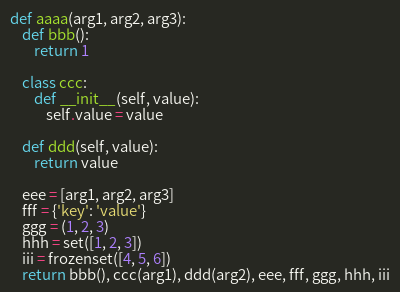 def aaaa(arg1, arg2, arg3):
    def bbb():
        return 1

    class ccc:
        def __init__(self, value):
            self.value = value

    def ddd(self, value):
        return value

    eee = [arg1, arg2, arg3]
    fff = {'key': 'value'}
    ggg = (1, 2, 3)
    hhh = set([1, 2, 3])
    iii = frozenset([4, 5, 6])
    return bbb(), ccc(arg1), ddd(arg2), eee, fff, ggg, hhh, iii